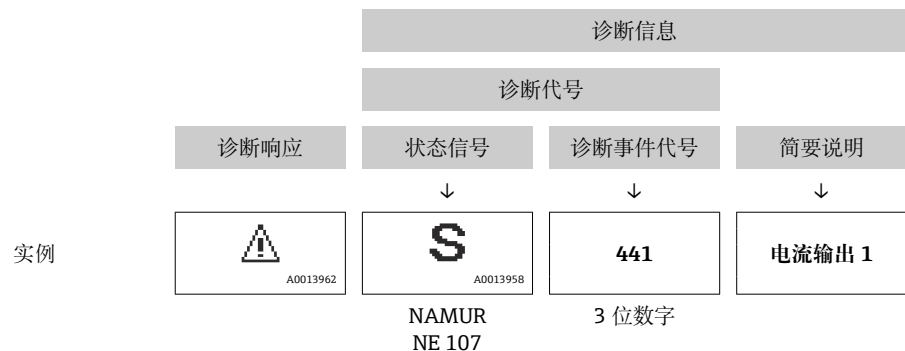 诊断信息
诊断代号
诊断响应 状态信号 诊断事件代号 简要说明
↓ ↓ ↓
实例 S 441 电流输出 1
A0013962 A0013958
NAMUR 3 位数字
NE 107